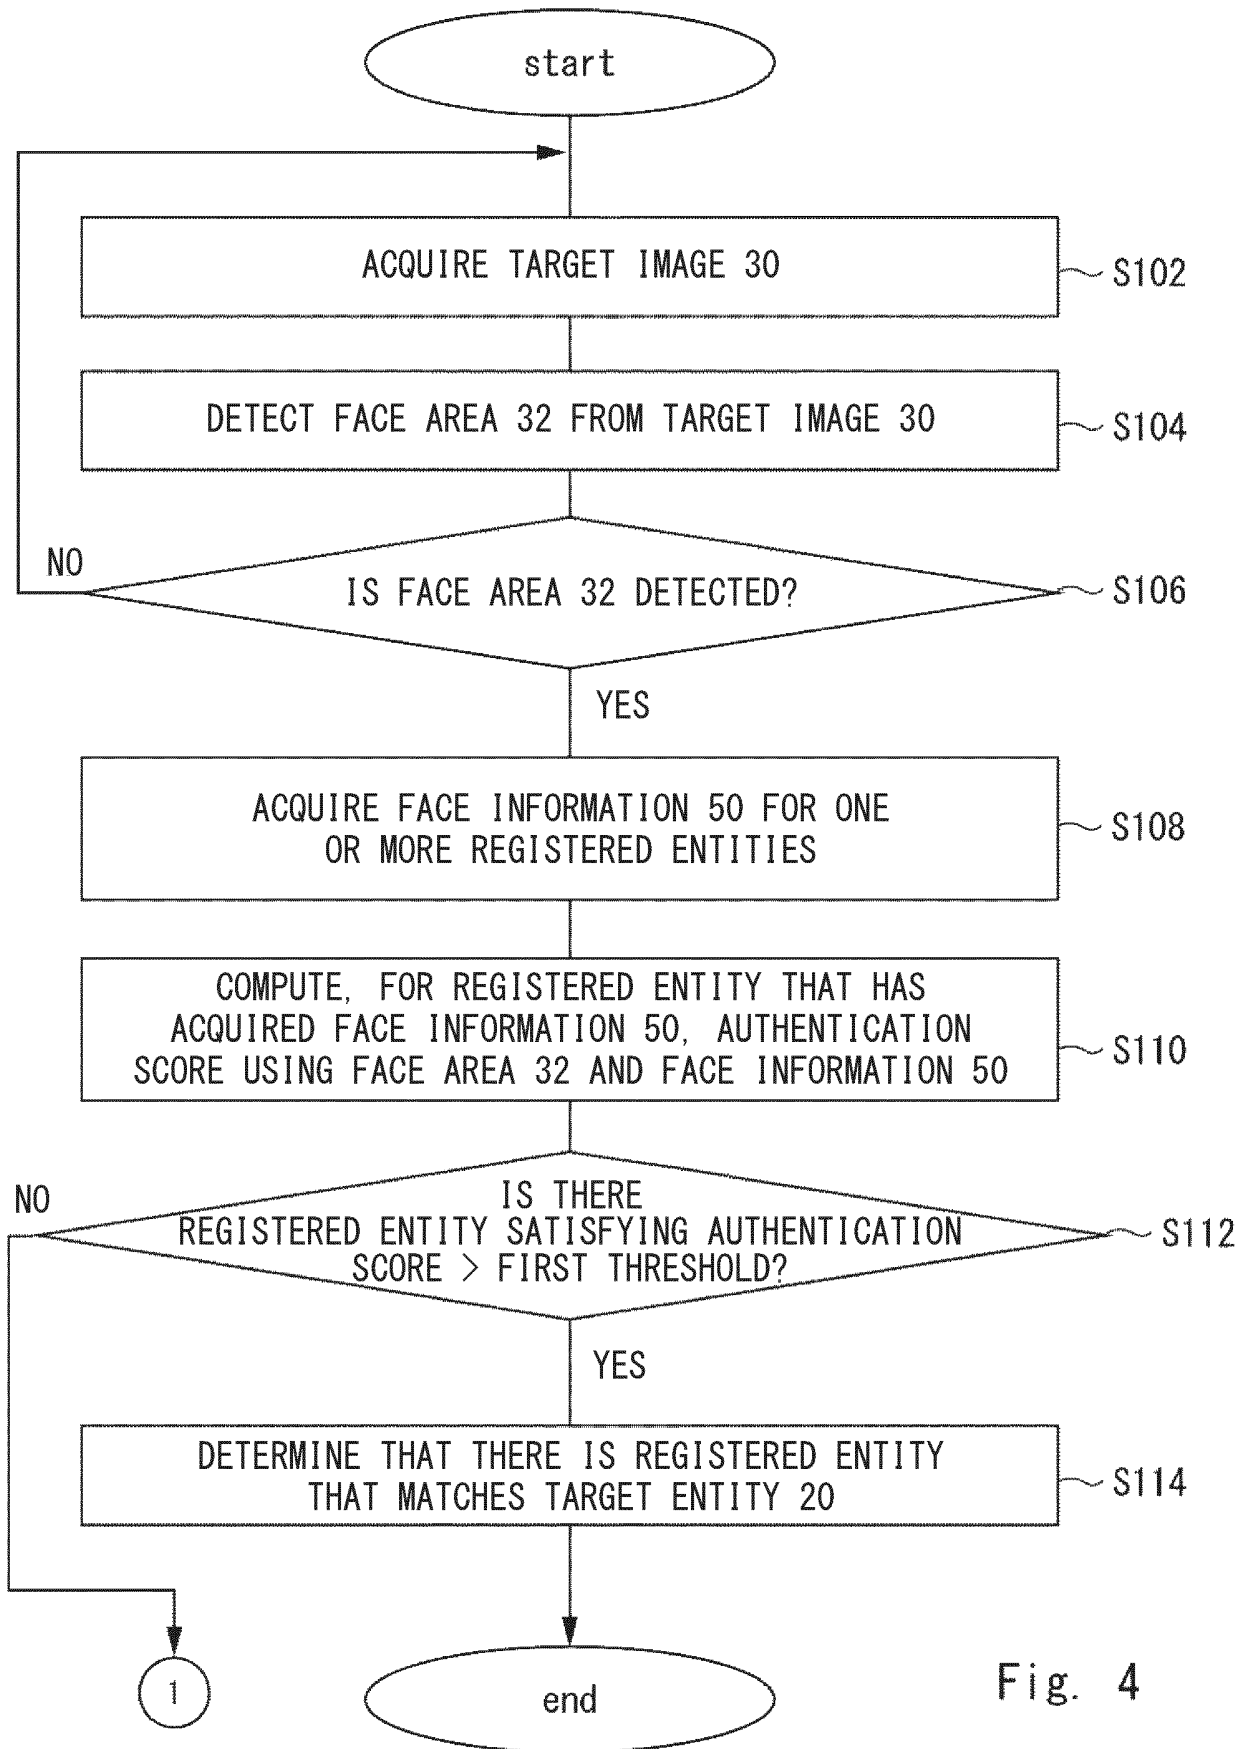 start
ACQUIRE TARGET IMAGE 30
S102
DETECT FACE AREA 32 FROM TARGET IMAGE 30
S104
NO
IS FACE AREA 32 DETECTED?
S106
YES
ACQUIRE FACE INFORMATION 50 FOR ONE
OR MORE REGISTERED ENTITIES
S108
COMPUTE, FOR REGISTERED ENTITY THAT HAS
ACQUIRED FACE INFORMATION 50, AUTHENTICATION
SCORE USING FACE AREA 32 AND FACE INFORMATION 50
S110
NO
IS THERE
REGISTERED ENTITY SATISFYING AUTHENTICATION
SCORE > FIRST THRESHOLD?
S112
YES
DETERMINE THAT THERE IS REGISTERED ENTITY
THAT MATCHES TARGET ENTITY 20
S114
1
end
Fig. 4